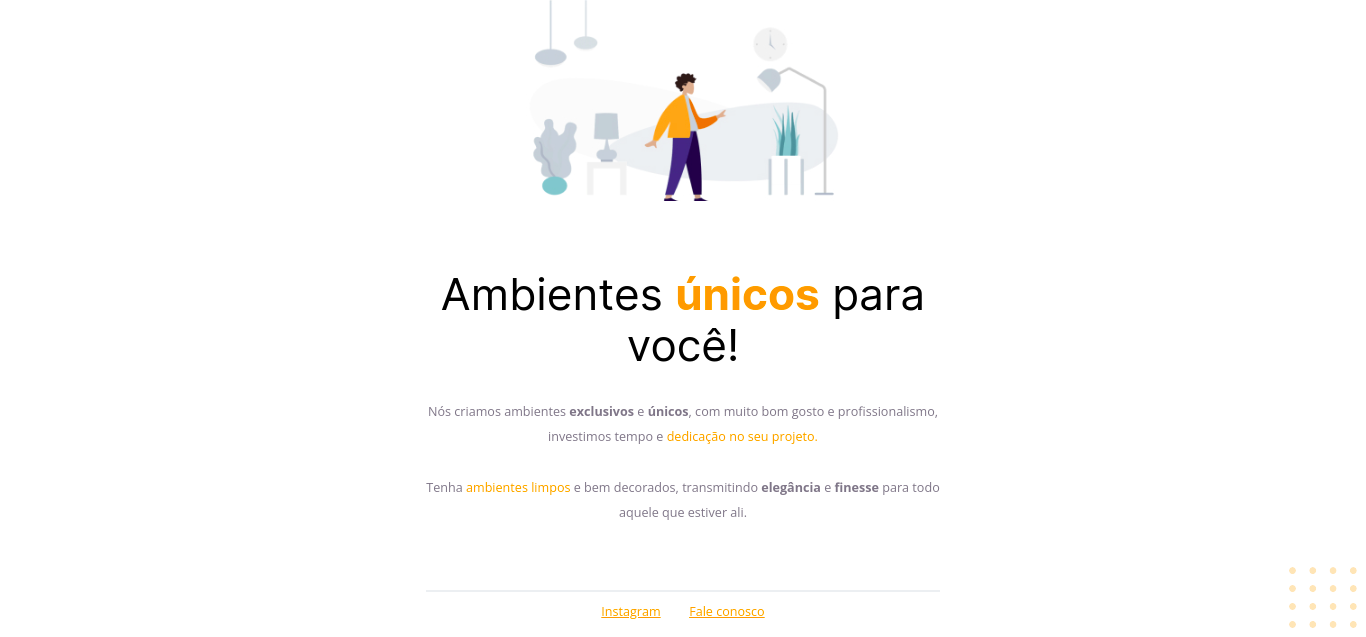 Ambientes únicos para
você!
Nós criamos ambientes exclusivos e únicos, com muito bom gosto e profissionalismo,
investimos tempo e dedicação no seu projeto.
Tenha ambientes limpos e bem decorados, transmitindo elegância e finesse para todo
aquele que estiver ali.
Instagram Fale conosco